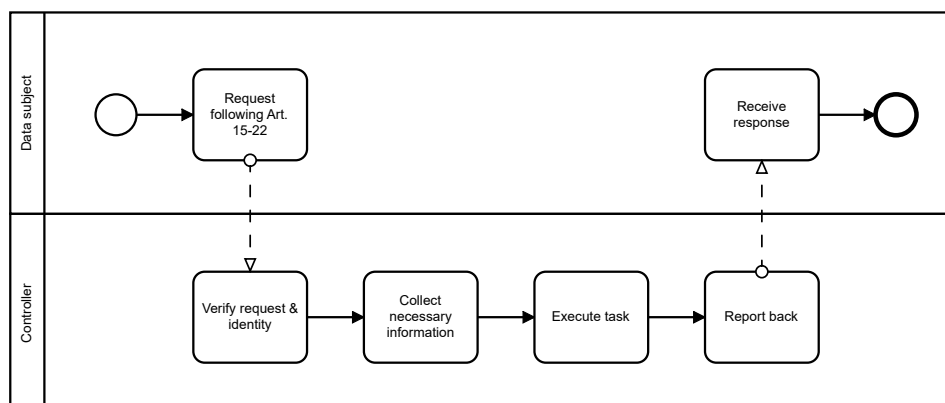 Data subject
Request
following Art.
15-22
Receive
response
Controller
Verify request &
identity
Collect
necessary
information
Execute task
Report back